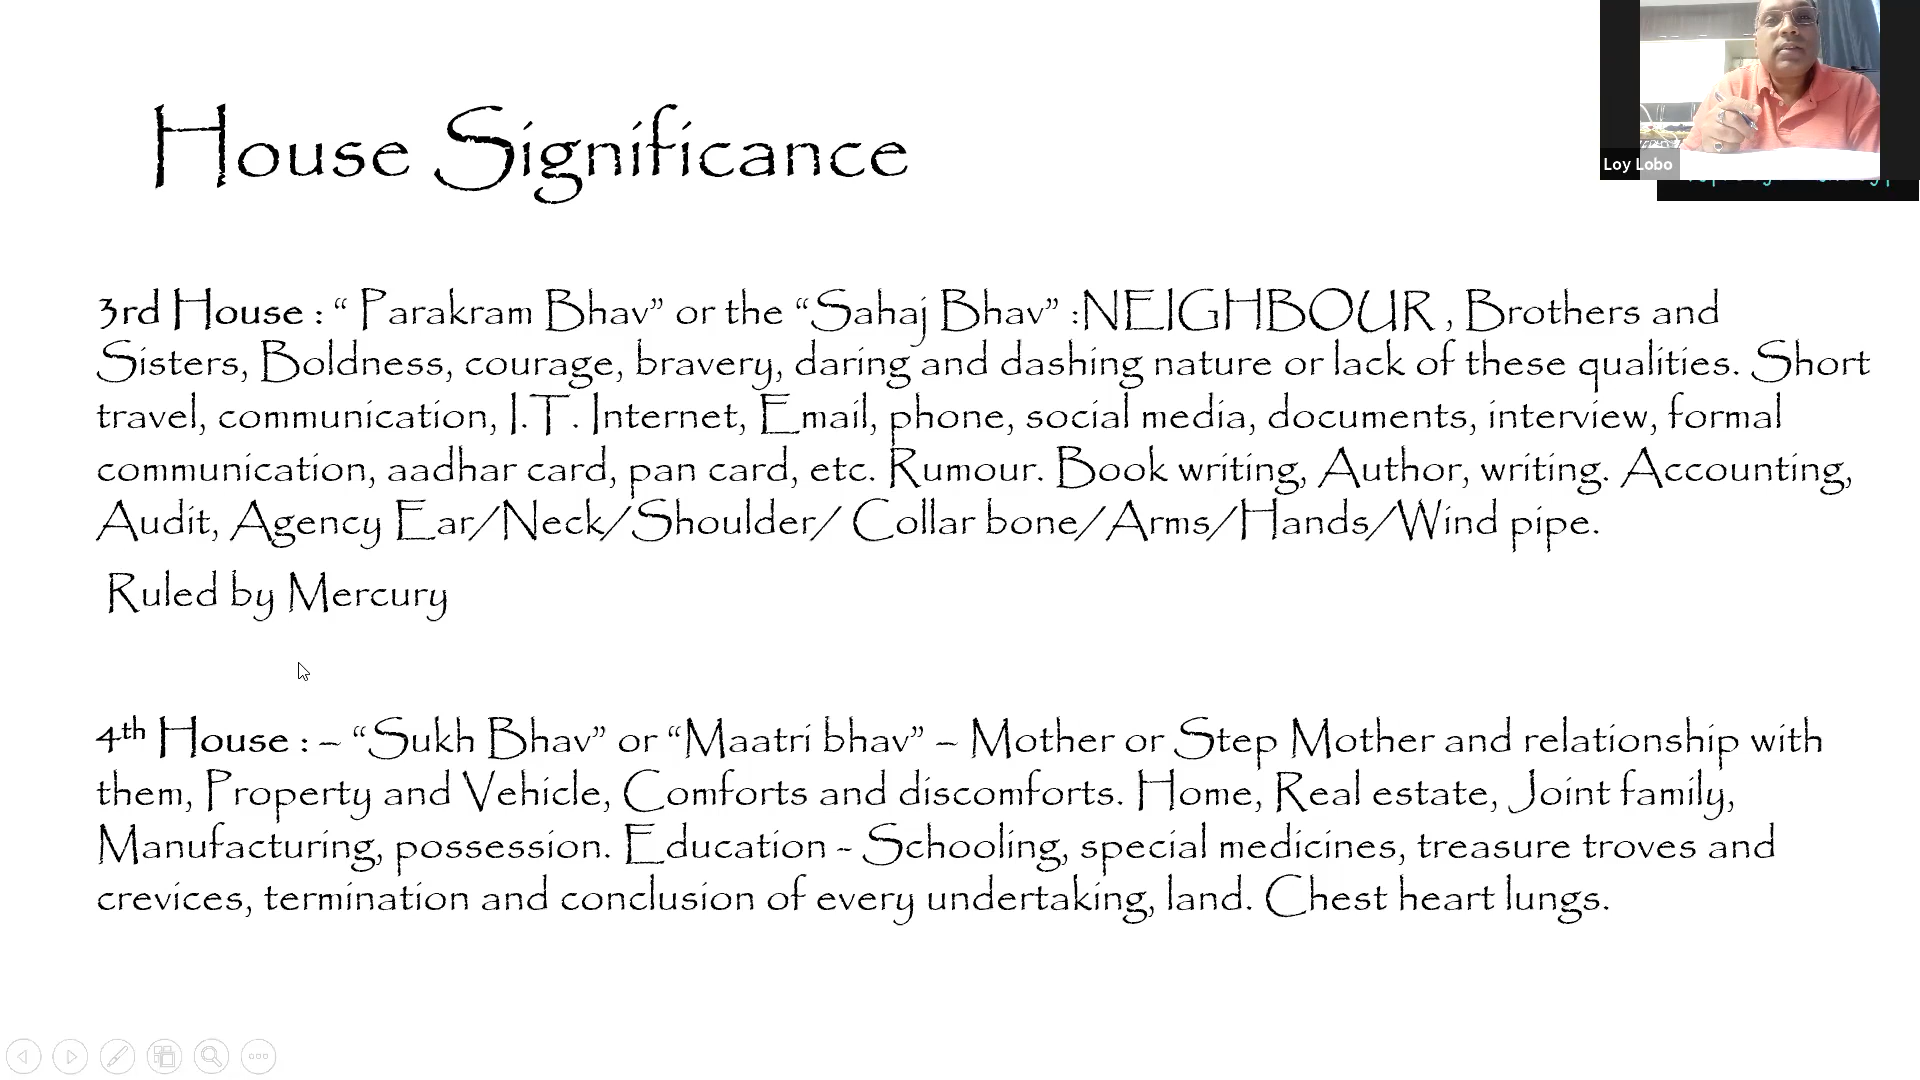 House Significance
Loy Lobo
3rd House : “ Parakram Bhav” or the “Sahaj Bhav” :NEIGHBOUR , Brothers and
Sisters, Boldness, courage, bravery, daring and dashing nature or lack of these qualities. Short
travel, communication, I.T. Internet, Email, phone, social media, documents, interview, formal
communication, aadhar card, pan card, etc. Rumour. Book writing, Author, writing. Accounting,
Audit, Agency Ear/Neck/Shoulder/ Collar bone/Arms/Hands/Wind pipe.
Ruled by Mercury
4th House : – “Sukh Bhav” or “Maatri bhav” – Mother or Step Mother and relationship with
them, Property and Vehicle, Comforts and discomforts. Home, Real estate, Joint family,
Manufacturing, possession. Education - Schooling, special medicines, treasure troves and
crevices, termination and conclusion of every undertaking, land. Chest heart lungs.